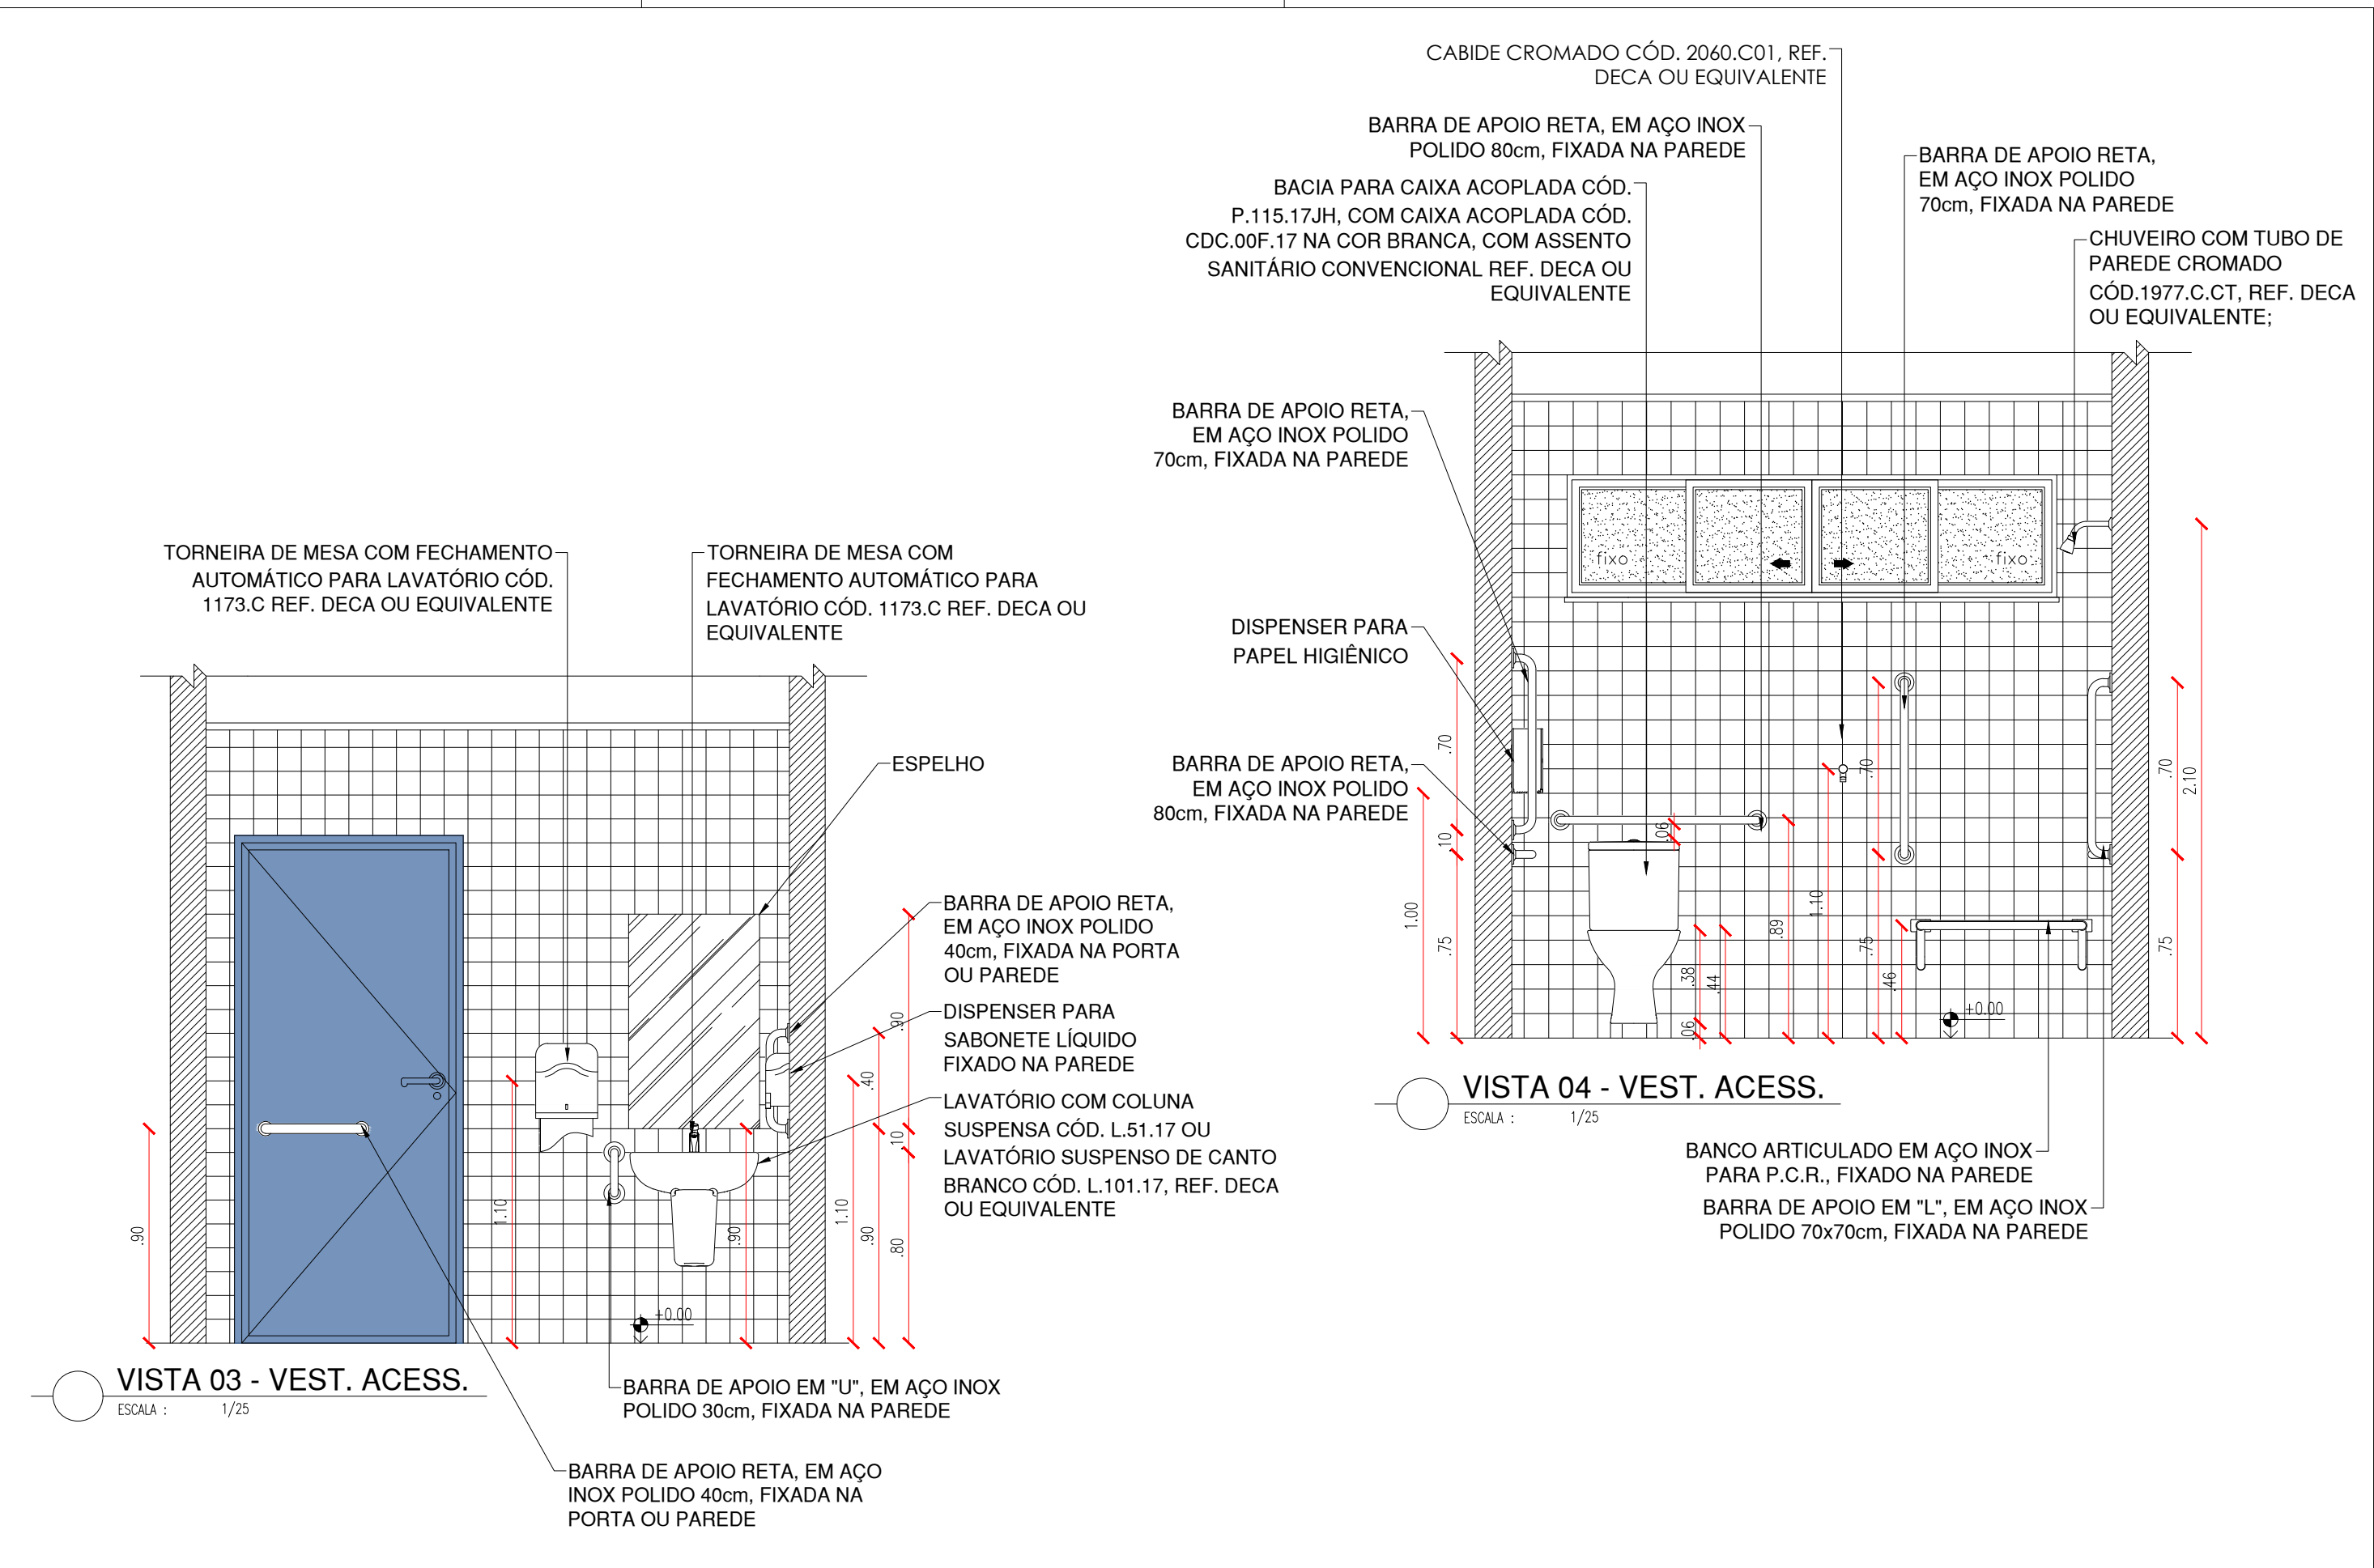 CABIDE CROMADO CÓD. 2060.C01, REF.
DECA OU EQUIVALENTE
BARRA DE APOIO RETA, EM AÇO INOX
POLIDO 80cm, FIXADA NA PAREDE
BACIA PARA CAIXA ACOPLADA CÓD.
P.115.17JH, COM CAIXA ACOPLADA CÓD.
CDC.00F.17 NA COR BRANCA, COM ASSENTO
SANITÁRIO CONVENCIONAL REF. DECA OU
EQUIVALENTE
BARRA DE APOIO RETA,
EM AÇO INOX POLIDO
70cm, FIXADA NA PAREDE
CHUVEIRO COM TUBO DE
PAREDE CROMADO
CÓD.1977.C.CT, REF. DECA
OU EQUIVALENTE;
BARRA DE APOIO RETA,
EM AÇO INOX POLIDO
70cm, FIXADA NA PAREDE
DISPENSER PARA
PAPEL HIGIÊNICO
BARRA DE APOIO RETA,
EM AÇO INOX POLIDO
80cm, FIXADA NA PAREDE
fixo
fixo
.70
.10
1.00
.75
.06
.38
.44
.06
.89
1.10
.70
.75
.46
+0.00
.70
2.10
.75
VISTA 04 - VEST. ACESS.
ESCALA : 1/25
BANCO ARTICULADO EM AÇO INOX
PARA P.C.R., FIXADO NA PAREDE
BARRA DE APOIO EM "L", EM AÇO INOX
POLIDO 70x70cm, FIXADA NA PAREDE
TORNEIRA DE MESA COM FECHAMENTO
AUTOMÁTICO PARA LAVATÓRIO CÓD.
1173.C REF. DECA OU EQUIVALENTE
TORNEIRA DE MESA COM
FECHAMENTO AUTOMÁTICO PARA
LAVATÓRIO CÓD. 1173.C REF. DECA OU
EQUIVALENTE
ESPELHO
BARRA DE APOIO RETA,
EM AÇO INOX POLIDO
40cm, FIXADA NA PORTA
OU PAREDE
DISPENSER PARA
SABONETE LÍQUIDO
FIXADO NA PAREDE
LAVATÓRIO COM COLUNA
SUSPENSA CÓD. L.51.17 OU
LAVATÓRIO SUSPENSO DE CANTO
BRANCO CÓD. L.101.17, REF. DECA
OU EQUIVALENTE
.90
1.10
.90
1.10
.40
.90
.90
.10
.80
+0.00
VISTA 03 - VEST. ACESS.
ESCALA : 1/25
BARRA DE APOIO EM "U", EM AÇO INOX
POLIDO 30cm, FIXADA NA PAREDE
BARRA DE APOIO RETA, EM AÇO
INOX POLIDO 40cm, FIXADA NA
PORTA OU PAREDE